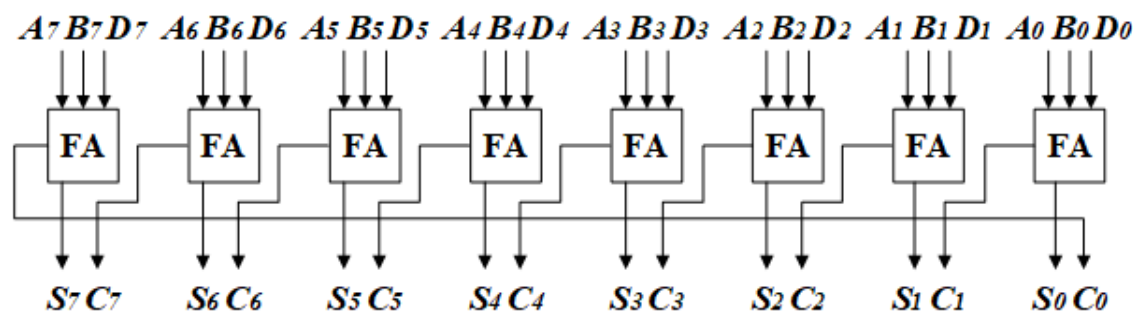 A7 B7 D7 A6 B6 D6 A5 B5 D5 A4 B4 D4 A3 B3 D3 A2 B2 D2 A1 B1 D1 A0 B0 D0
FA FA FA FA FA FA FA FA
S7 C7 S6 C6 S5 C5 S4 C4 S3 C3 S2 C2 S1 C1 S0 C0